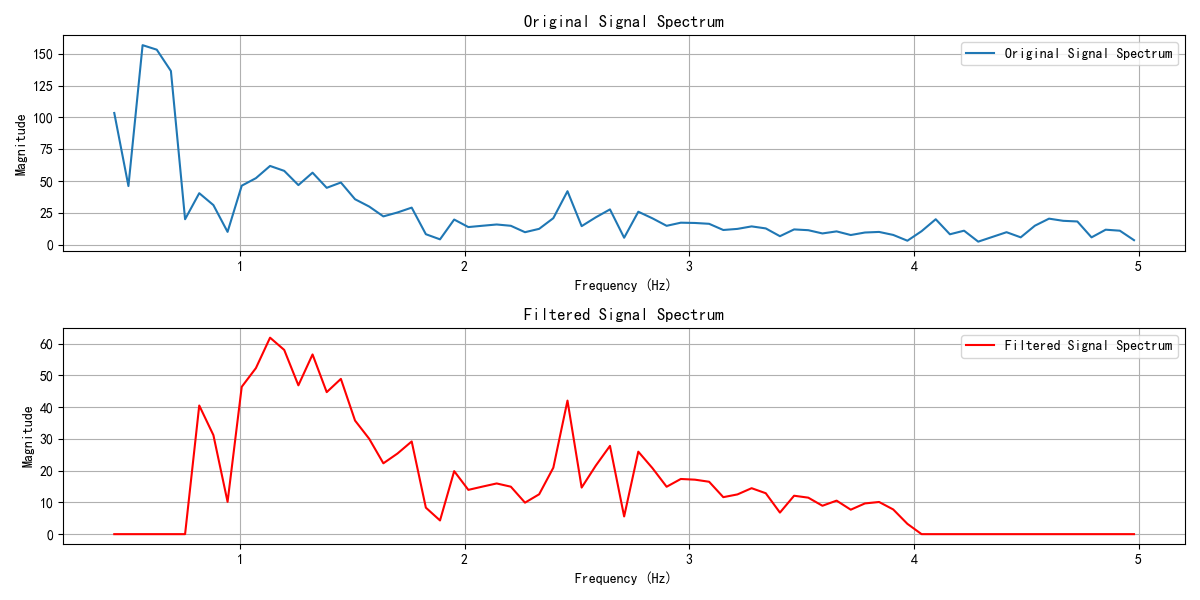 Original Signal Spectrum
Original Signal Spectrum
150
125
100
75
50
25
0
Magnitude
1 2 3 4 5
Frequency (Hz)
Filtered Signal Spectrum
Filtered Signal Spectrum
60
50
40
30
20
10
0
Magnitude
1 2 3 4 5
Frequency (Hz)